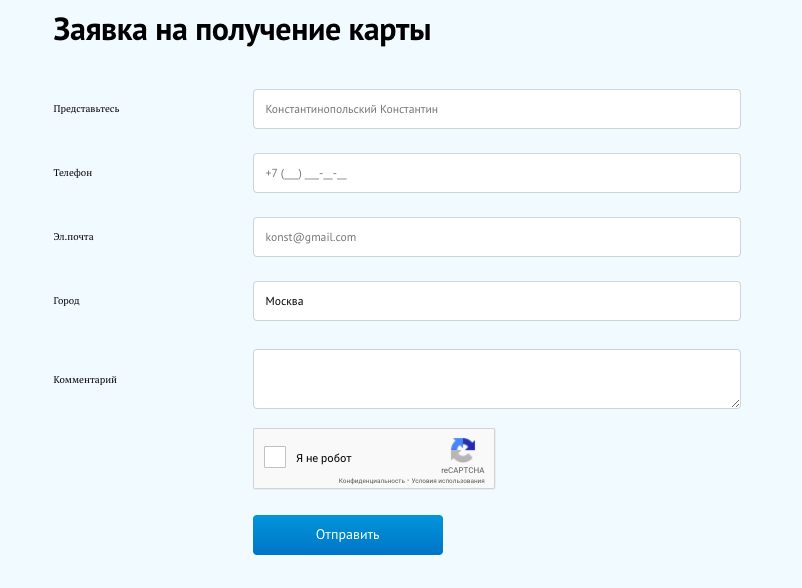 Заявка на получение карты
Представьтесь
Константинопольский Константин
Телефон
+7 (___) ___-__-__
Эл.почта
konst@gmail.com
Город
Москва
Комментарий
Я не робот
reCAPTCHA
Конфиденциальность - Условия использования
Отправить